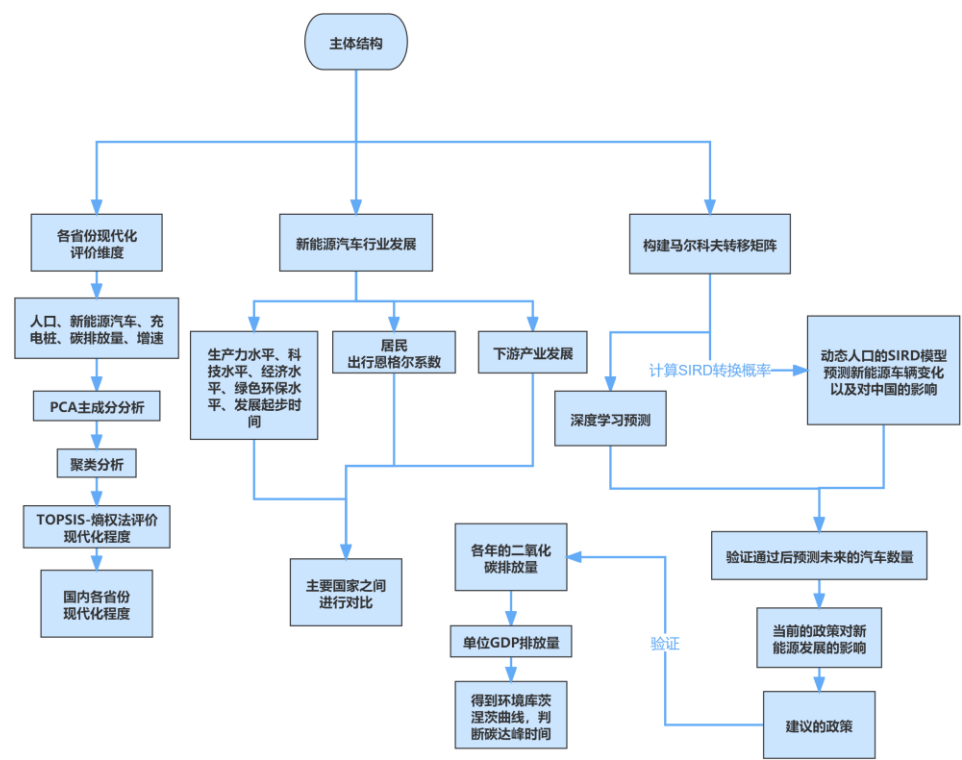 主体结构
各省份现代化
评价维度
人口、新能源汽车、充
电桩、碳排放量、增速
PCA主成分分析
聚类分析
TOPSIS-熵权法评价
现代化程度
国内各省份
现代化程度
新能源汽车行业发展
生产力水平、科
技水平、经济水
平、绿色环保水
平、发展起步时
间
居民
出行恩格尔系数
下游产业发展
主要国家之间
进行对比
构建马尔科夫转移矩阵
计算SIRD转换概率
深度学习预测
动态人口的SIRD模型
预测新能源车辆变化
以及对中国的影响
验证通过后预测未来的汽车数量
当前的政策对新
能源发展的影响
建议的政策
验证
各年的二氧化
碳排放量
单位GDP排放量
得到环境库茨
涅茨曲线，判
断碳达峰时间